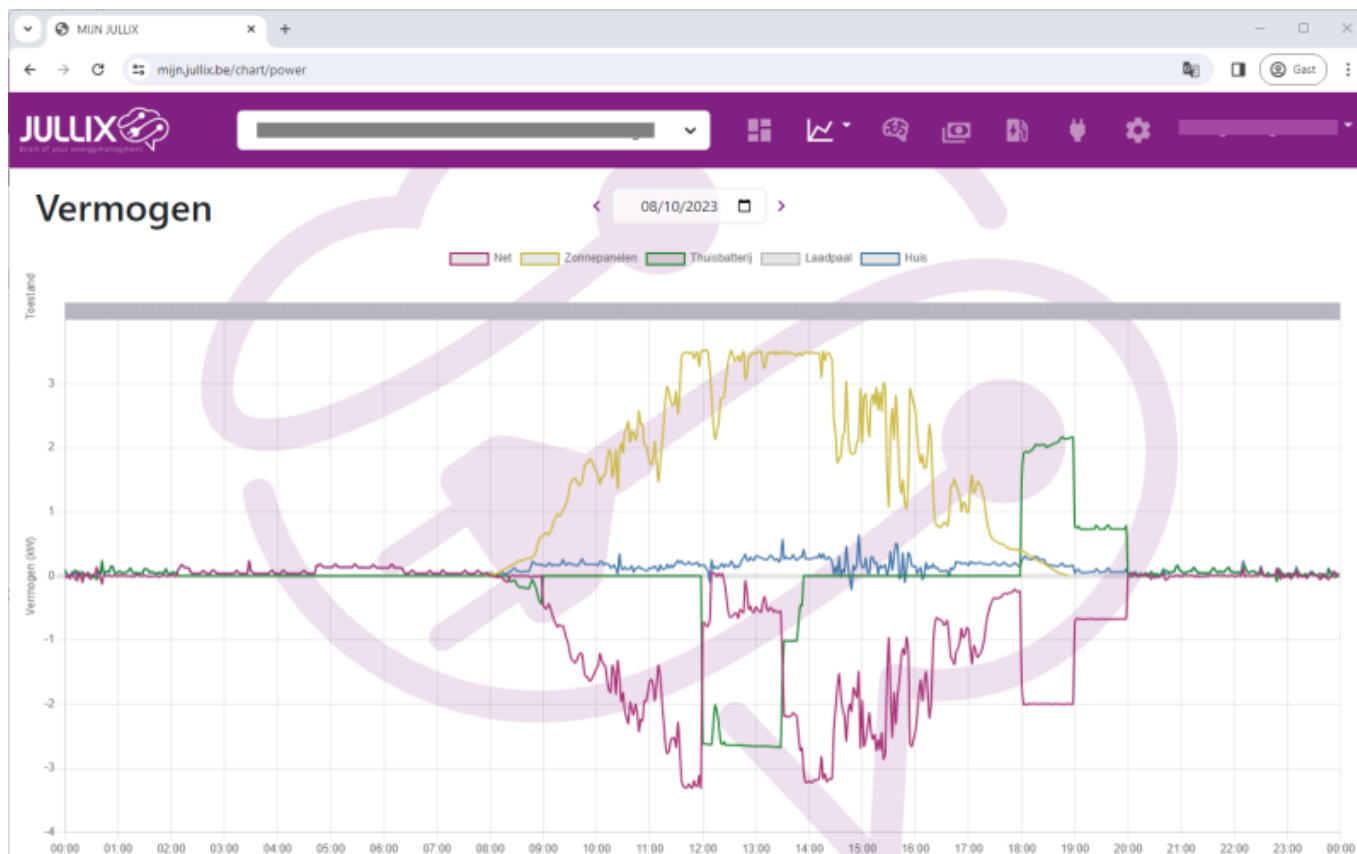 MIJN JULLIX
mijn.jullix.be/chart/power
Gast
JULLIX
Brain of your energymanagment
Vermogen
08/10/2023
Net Zonnepanelen Thuisbatterij Laadpaal Huis
Toestand
Vermogen (kW)
3
2
1
0
-1
-2
-3
-4
00:00 01:00 02:00 03:00 04:00 05:00 06:00 07:00 08:00 09:00 10:00 11:00 12:00 13:00 14:00 15:00 16:00 17:00 18:00 19:00 20:00 21:00 22:00 23:00 00:00